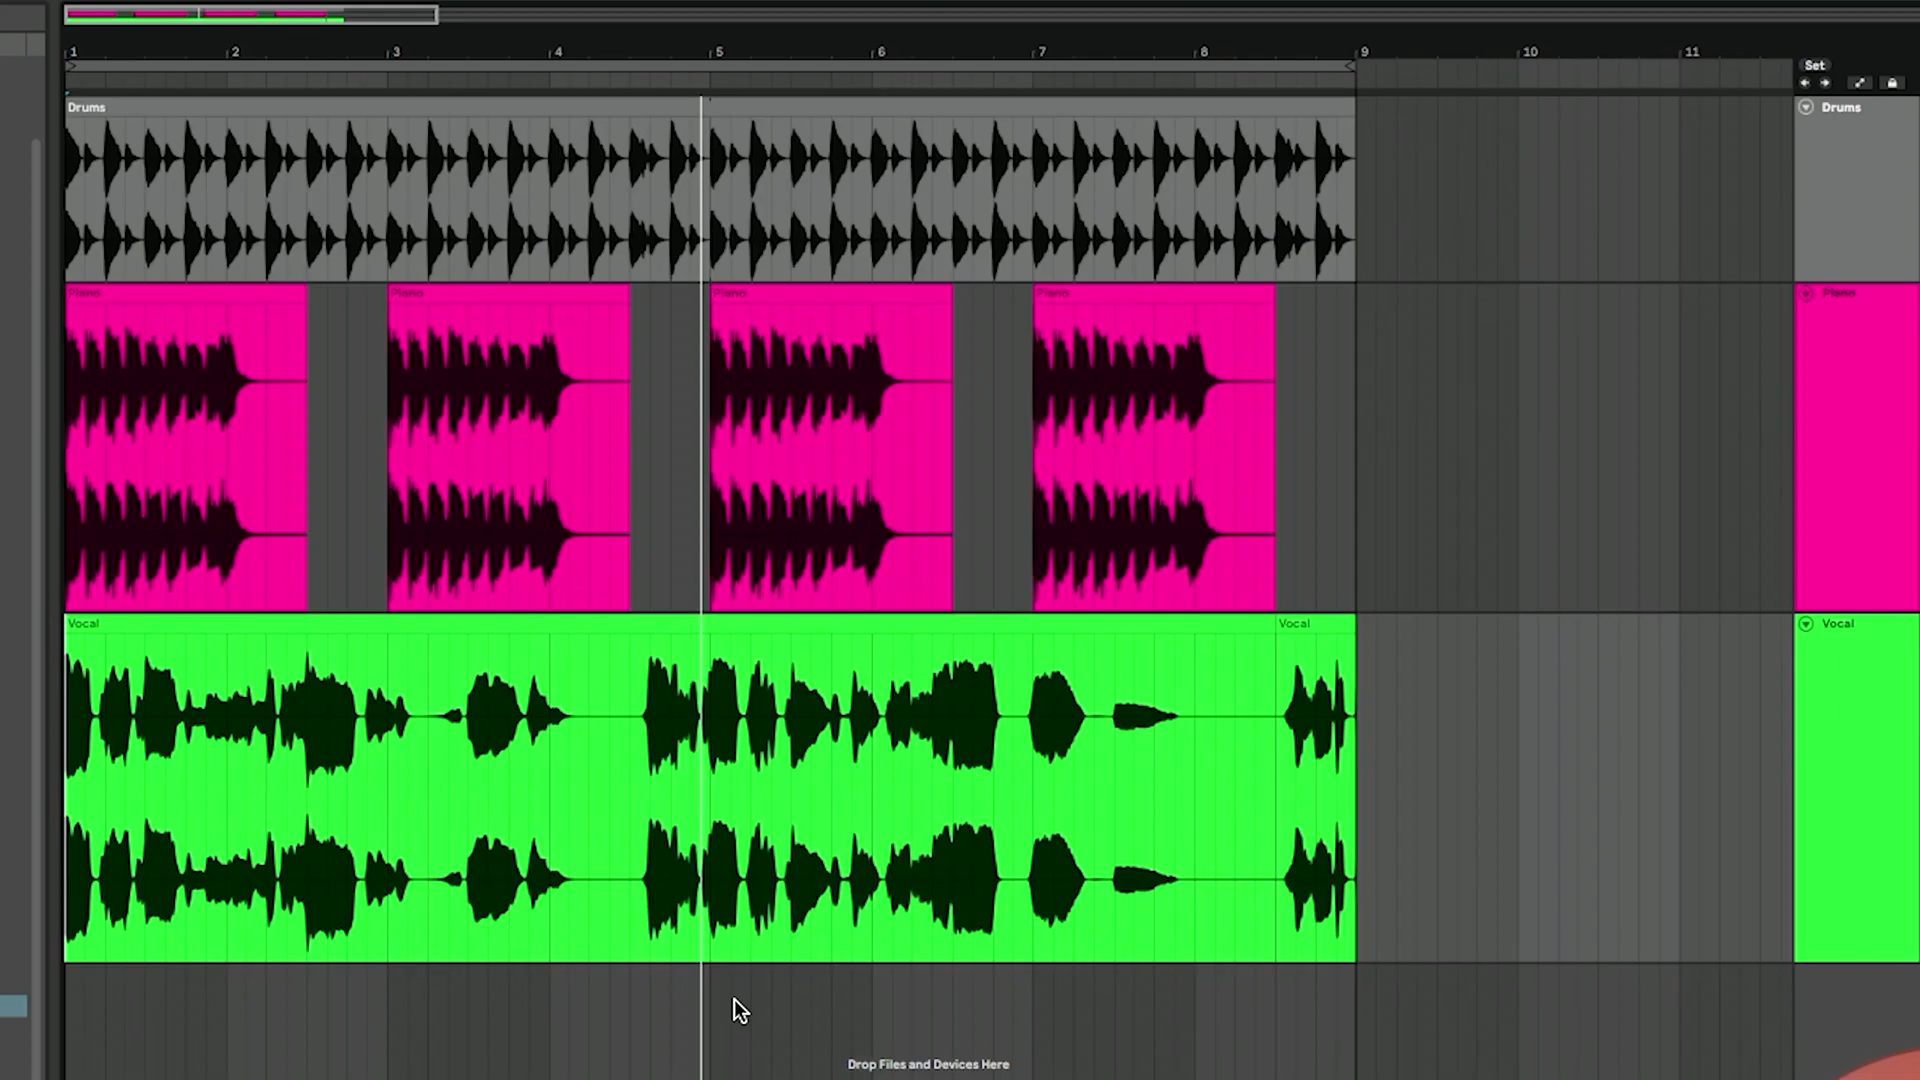 1 2 3 4 5 6 7 8 9 10 11
Set
Drums
Drums
Piano Piano Piano Piano
Piano
Vocal Vocal
Vocal
Drop Files and Devices Here